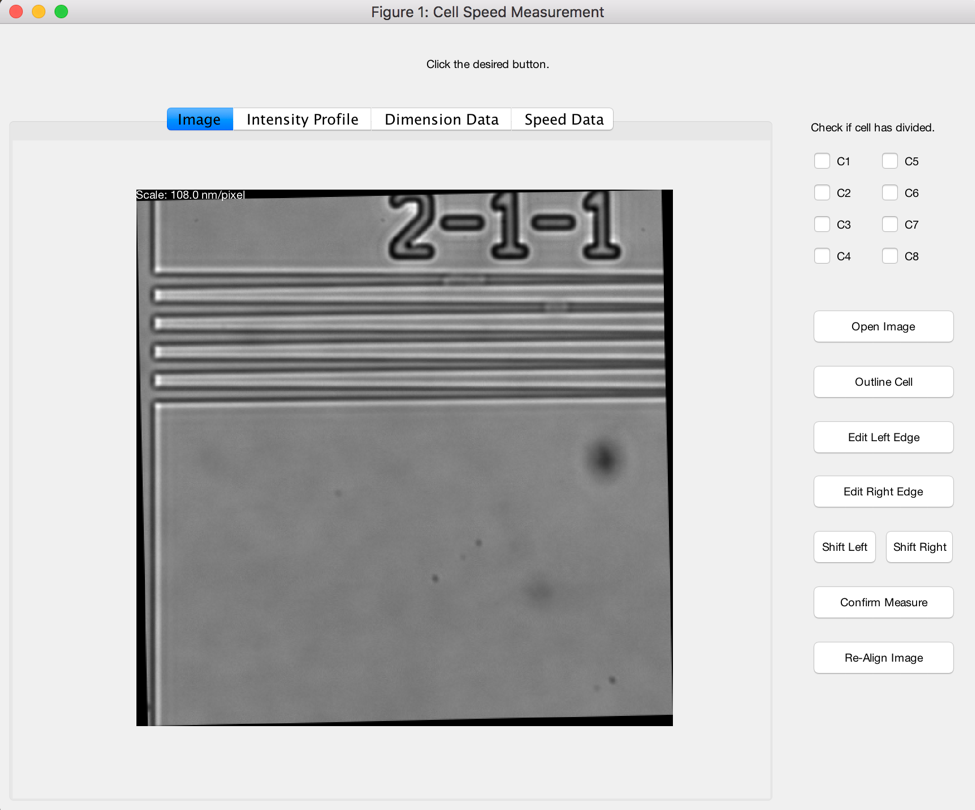 Figure 1: Cell Speed Measurement
Click the desired button.
Image Intensity Profile Dimension Data Speed Data
Scale: 108.0 nm/pixel
2-1-1
Check if cell has divided.
C1 C5
C2 C6
C3 C7
C4 C8
Open Image
Outline Cell
Edit Left Edge
Edit Right Edge
Shift Left Shift Right
Confirm Measure
Re-Align Image